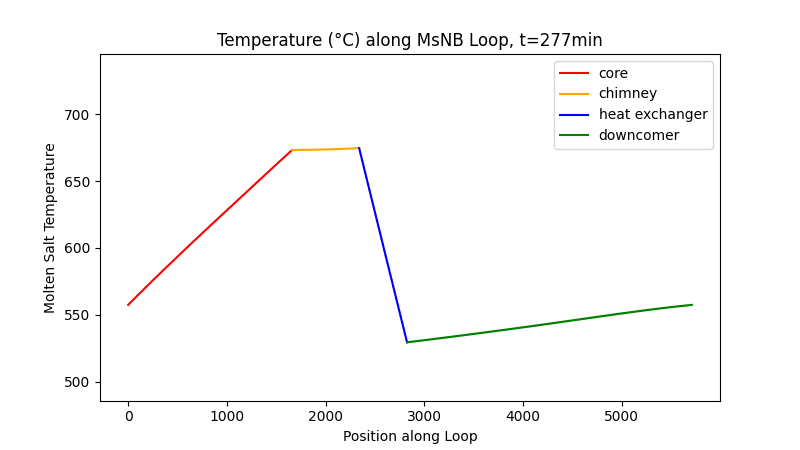 Temperature (°C) along MsNB Loop, t=277min
core
chimney
heat exchanger
downcomer
Molten Salt Temperature
700
650
600
550
500
0 1000 2000 3000 4000 5000
Position along Loop